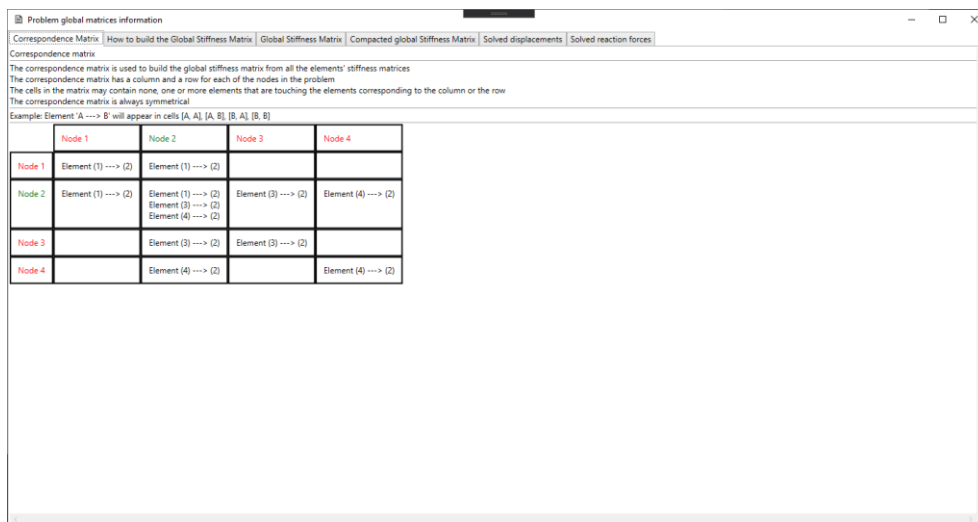 Problem global matrices information
Correspondence Matrix How to build the Global Stiffness Matrix Global Stiffness Matrix Compacted global Stiffness Matrix Solved displacements Solved reaction forces
Correspondence matrix
The correspondence matrix is used to build the global stiffness matrix from all the elements' stiffness matrices
The correspondence matrix has a column and a row for each of the nodes in the problem
The cells in the matrix may contain none, one or more elements that are touching the elements corresponding to the column or the row
The correspondence matrix is always symmetrical
Example: Element 'A ---> B' will appear in cells [A, A], [A, B], [B, A], [B, B]
Node 1 Node 2 Node 3 Node 4
Node 1 Element (1) ---> (2) Element (1) ---> (2)
Node 2 Element (1) ---> (2) Element (1) ---> (2) Element (3) ---> (2) Element (4) ---> (2)
Element (3) ---> (2)
Element (4) ---> (2)
Node 3 Element (3) ---> (2) Element (3) ---> (2)
Node 4 Element (4) ---> (2) Element (4) ---> (2)